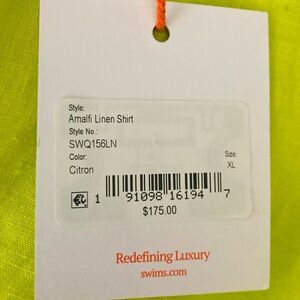 Style:
Amalfi Linen Shirt
Style No.:
SWQ156LN
Color: Size:
Citron XL
1 91098 16194 7
$175.00
Redefining Luxury
swims.com